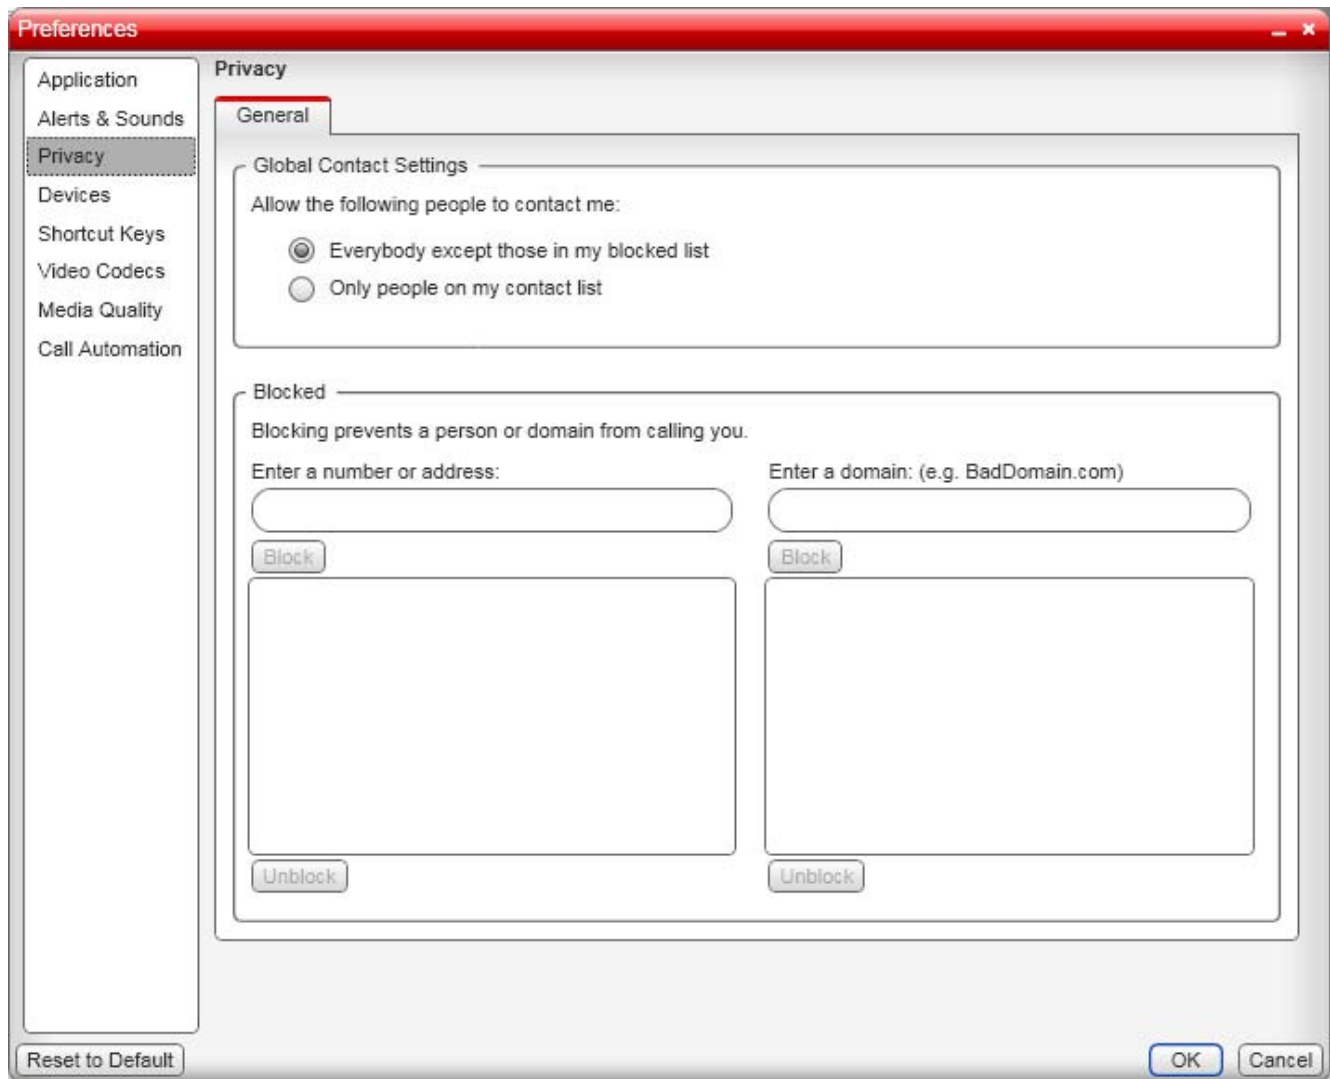 Preferences
Application
Alerts & Sounds
Privacy
Devices
Shortcut Keys
Video Codecs
Media Quality
Call Automation
Privacy
General
Global Contact Settings
Allow the following people to contact me:
Everybody except those in my blocked list
Only people on my contact list
Blocked
Blocking prevents a person or domain from calling you.
Enter a number or address:
Block
Unblock
Enter a domain: (e.g. BadDomain.com)
Block
Unblock
Reset to Default
OK
Cancel